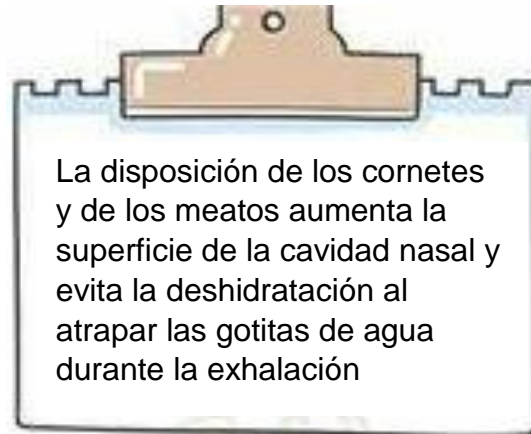 La disposición de los cornetes
y de los meatos aumenta la
superficie de la cavidad nasal y
evita la deshidratación al
atrapar las gotitas de agua
durante la exhalación